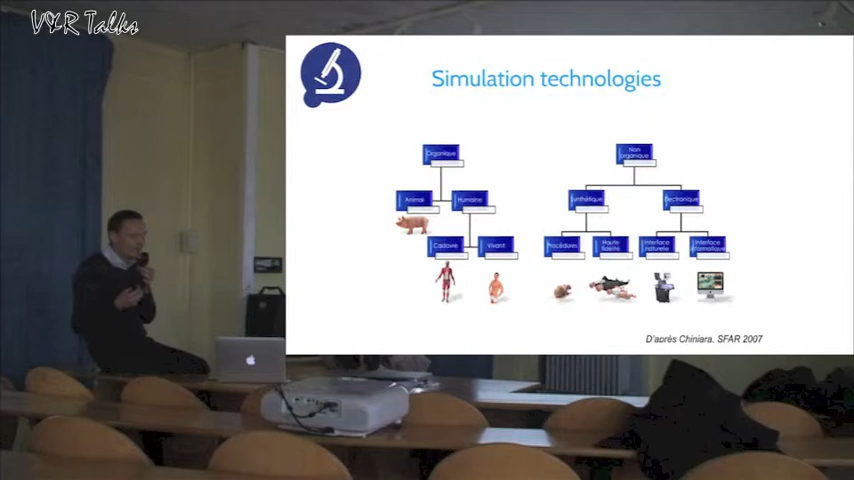 V&R Talks
Simulation technologies
Organique
Non
organique
Animal
Humaine
Synthétique
Electronique
Cadavre
Vivant
Procédures
Haute
fidélité
Interface
naturelle
Interface
informatique
D'après Chiniara, SFAR 2007